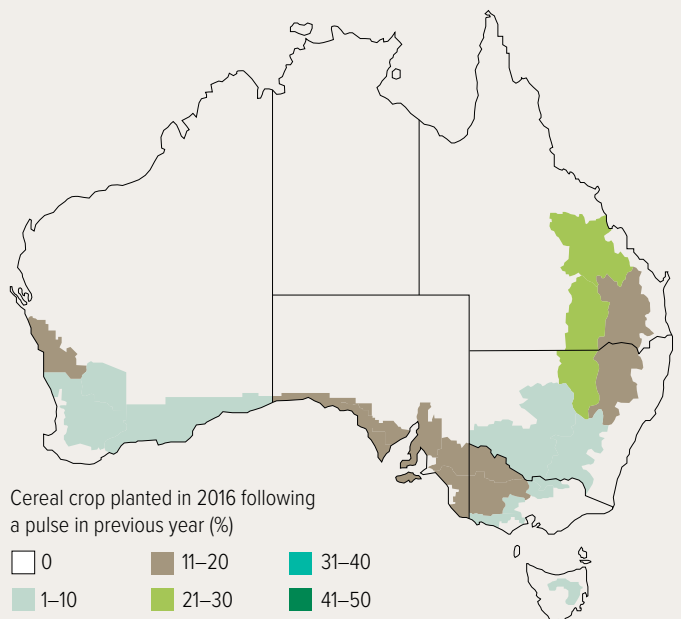 Cereal crop planted in 2016 following
a pulse in previous year (%)
0 11–20 31–40
1–10 21–30 41–50